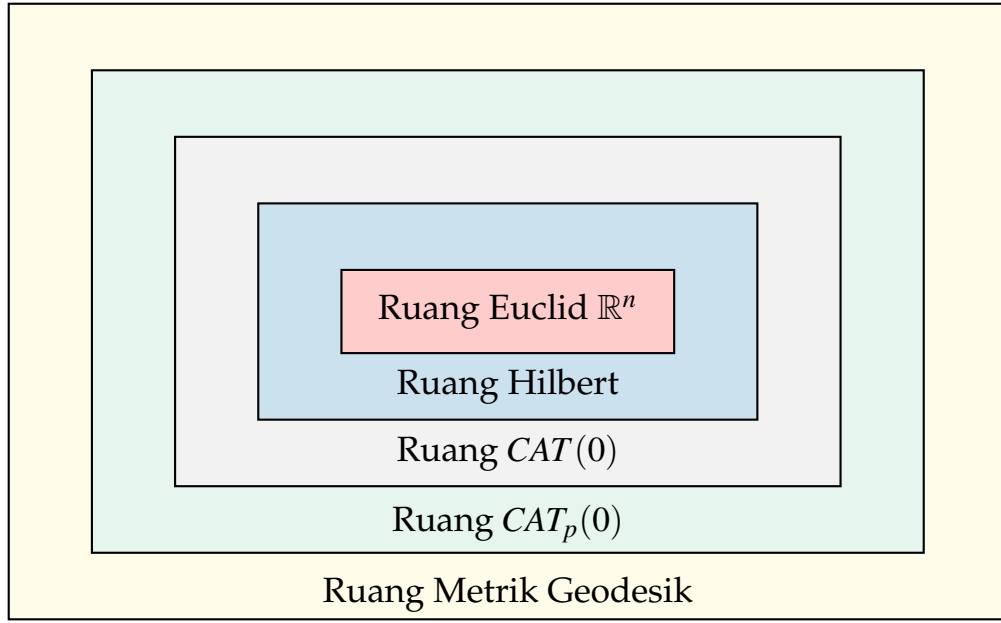 Ruang Euclid ℝⁿ
Ruang Hilbert
Ruang CAT(0)
Ruang CATₚ(0)
Ruang Metrik Geodesik